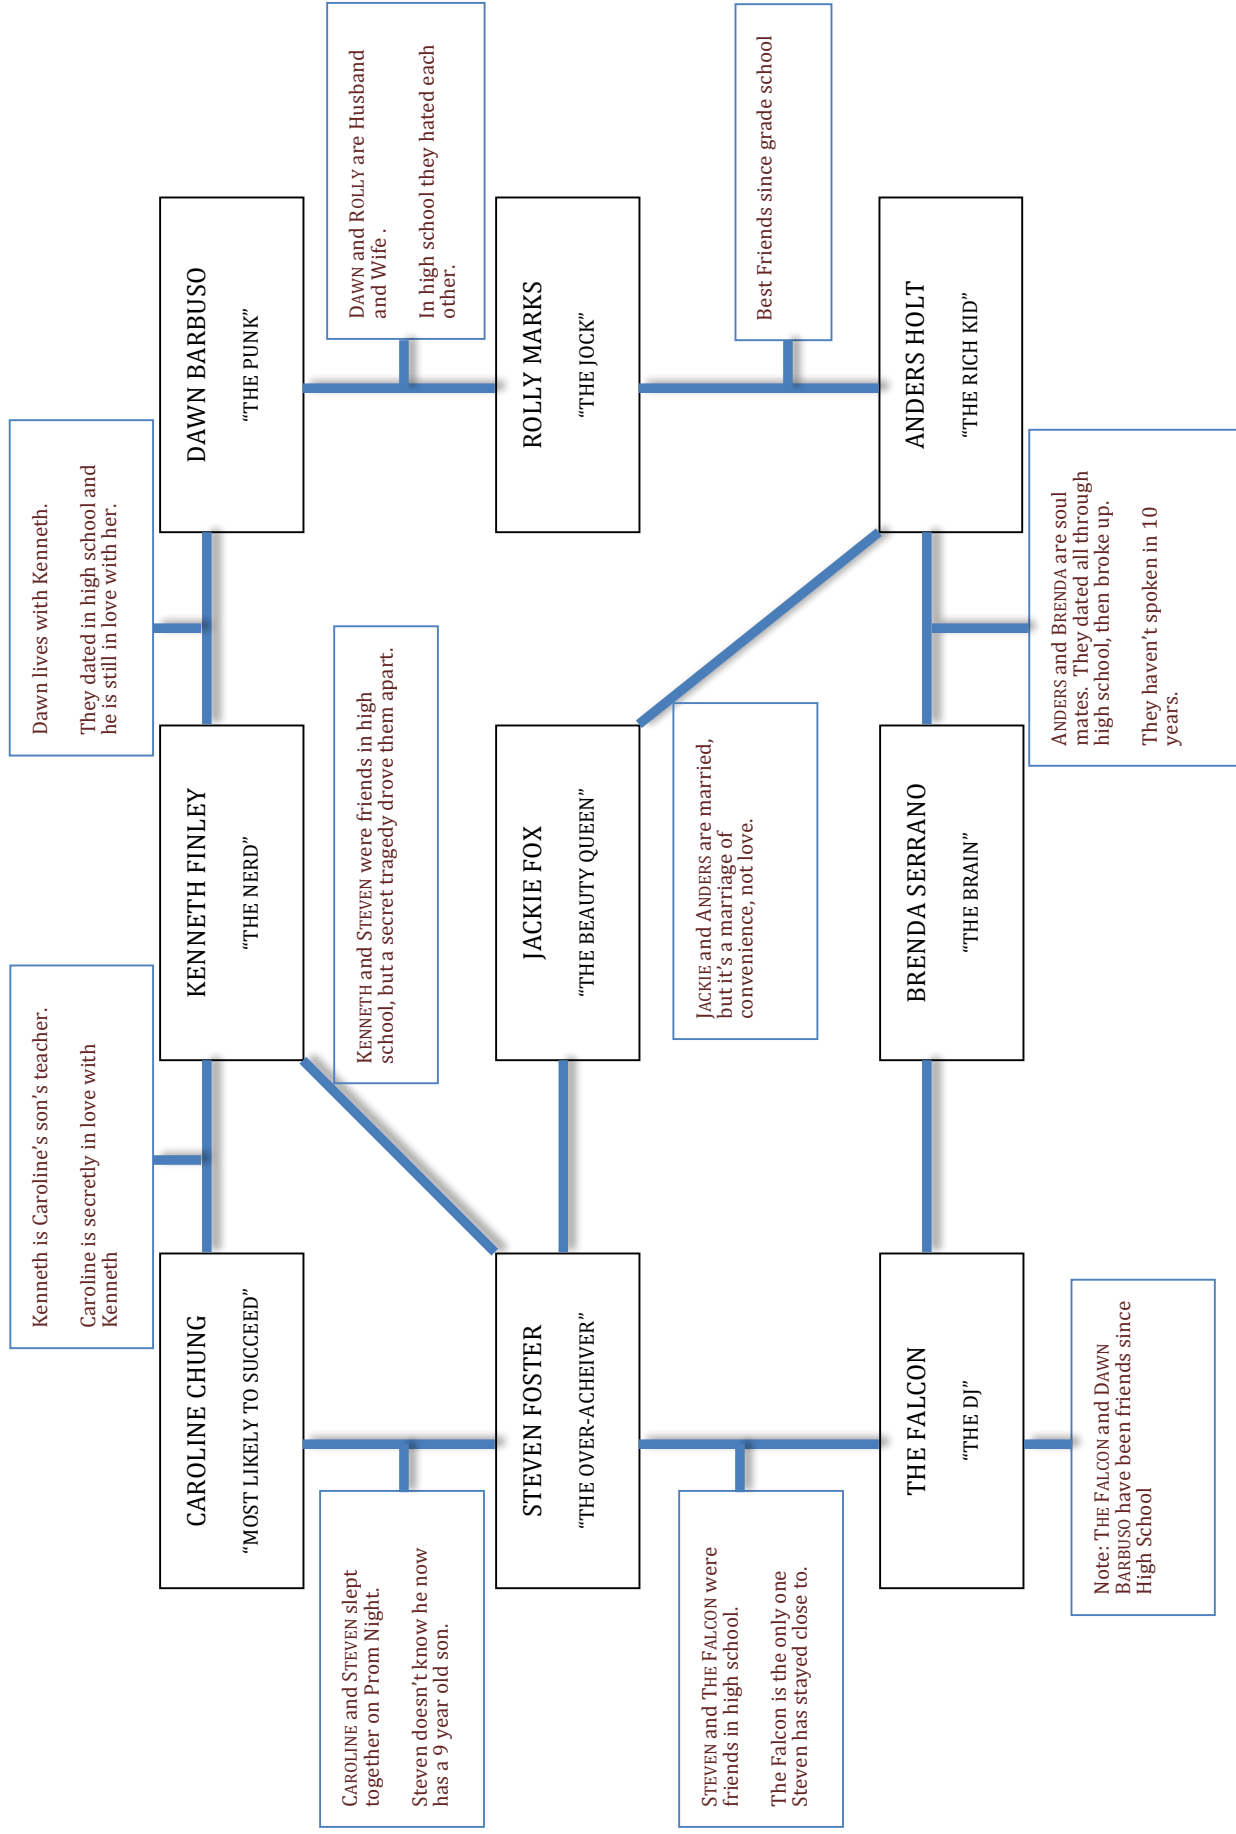 Kenneth is Caroline's son's teacher.
Caroline is secretly in love with
Kenneth
Dawn lives with Kenneth.
They dated in high school and
he is still in love with her.
CAROLINE CHUNG
“MOST LIKELY TO SUCCEED”
KENNETH FINLEY
“THE NERD”
DAWN BARBUSO
“THE PUNK”
CAROLINE and STEVEN slept
together on Prom Night.
Steven doesn't know he now
has a 9 year old son.
KENNETH and STEVEN were friends in high
school, but a secret tragedy drove them apart.
DAWN and ROLLY are Husband
and Wife .
In high school they hated each
other.
STEVEN FOSTER
“THE OVER-ACHEIVER”
JACKIE FOX
“THE BEAUTY QUEEN”
ROLLY MARKS
“THE JOCK”
STEVEN and THE FALCON were
friends in high school.
The Falcon is the only one
Steven has stayed close to.
JACKIE and ANDERS are married,
but it's a marriage of
convenience, not love.
Best Friends since grade school
THE FALCON
“THE DJ”
BRENDA SERRANO
“THE BRAIN”
ANDERS HOLT
“THE RICH KID”
Note: THE FALCON and DAWN
BARBUSO have been friends since
High School
ANDERS and BRENDA are soul
mates. They dated all through
high school, then broke up.
They haven't spoken in 10
years.